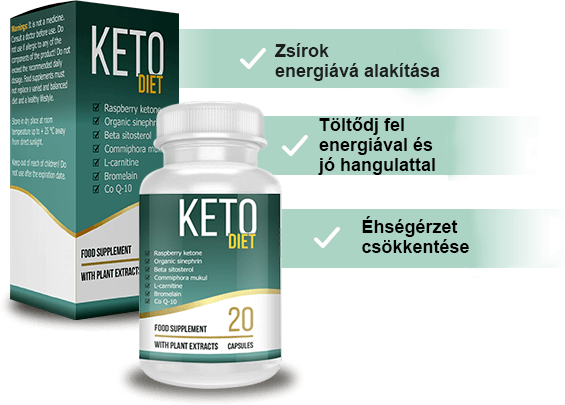 Warnings: It is not a medicine.
Consult a doctor before use. Do
not use if allergic to any of the
components of the product! Do not
exceed the recommended daily
dosage. Food supplements must
not replace a varied and balanced
diet and a healthy lifestyle.
Store in dry place at room
temperature up to + 25 °C away
from direct sunlight.
Keep out of reach of children! Do
not use after the expiration date.
KETO
DIET
Raspberry ketone
Organic sinephrin
Beta sitosterol
Commiphora mukul
L-carnitine
Bromelain
Co Q-10
FOOD SUPPLEMENT
WITH PLANT EXTRACTS
KETO
DIET
Raspberry ketone
Organic sinephrin
Beta sitosterol
Commiphora mukul
L-carnitine
Bromelain
Co Q-10
FOOD SUPPLEMENT
WITH PLANT EXTRACTS
20
CAPSULES
Zsírok
energiává alakítása
Töltődj fel
energiával és
jó hangulattal
Éhségérzet
csökkentése